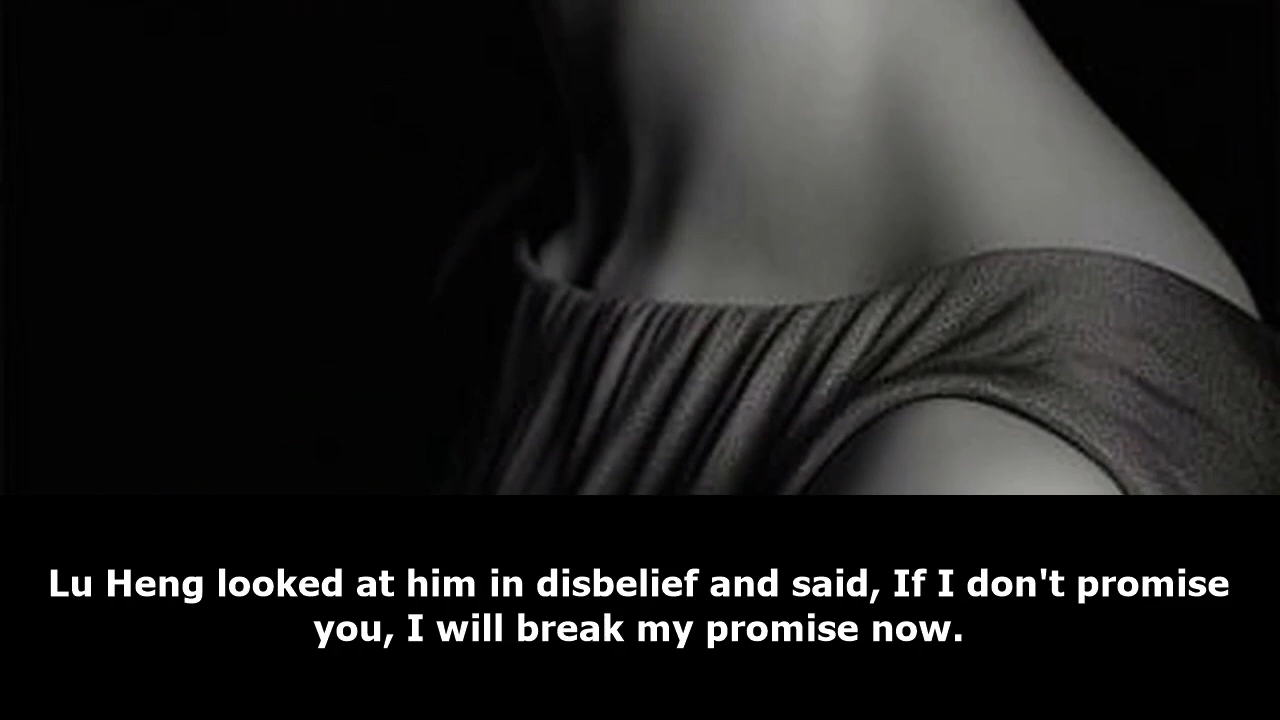 Lu Heng looked at him in disbelief and said, If I don't promise
you, I will break my promise now.